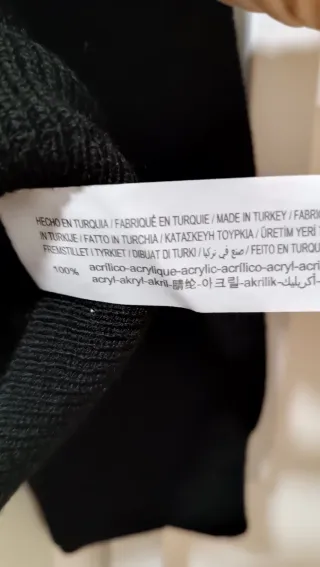 HECHO EN TURQUIA / FABRIQUÉ EN TURQUIE / MADE IN TURKEY / FABRI
IN TURKIJE / FATTO IN TURCHIA / ΚΑΤΑΣΚΕΥΗ ΤΟΥΡΚΙΑ / ÜRETİM YERİ T
FREMSTILLET I TYRKIET / DIBUAT DI TURKI / صنع في تركيا / FEITO EN TURQU
100% acrílico-acrylique-acrylic-acrílico-acryl-acril
acryl-akryl-akril-腈纶-아크릴-akrilik-أكريليك-